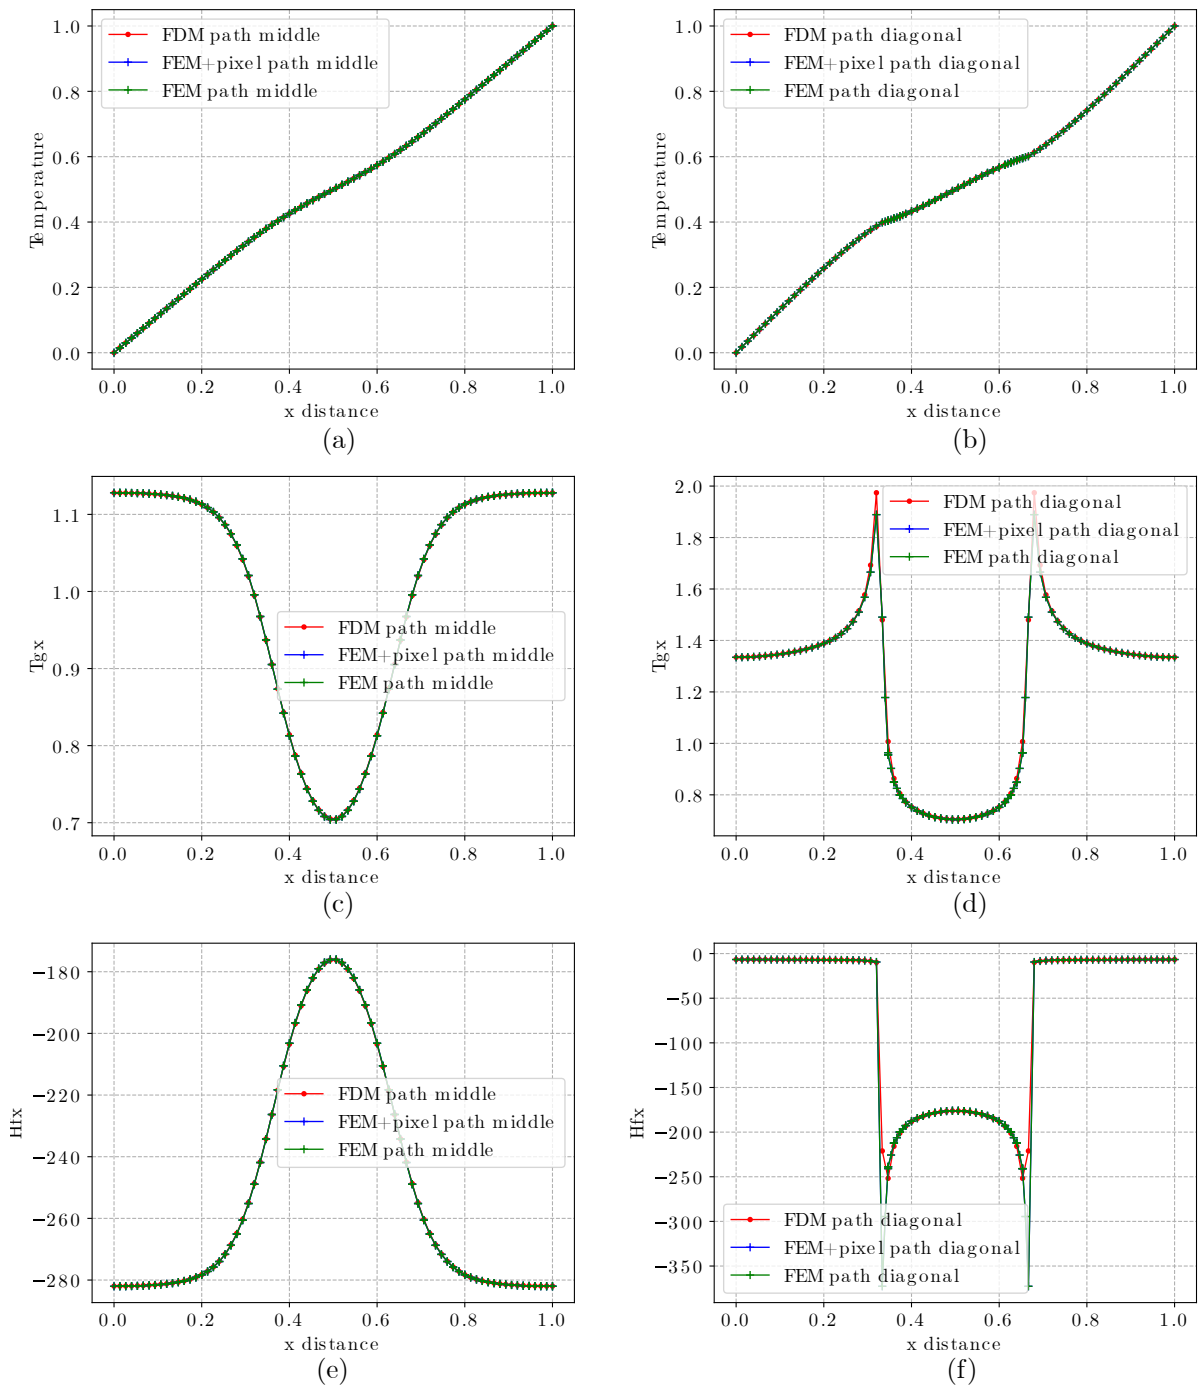 1.0
0.8
0.6
0.4
0.2
0.0
Temperature
FDM path middle
FEM+pixel path middle
FEM path middle
0.0 0.2 0.4 0.6 0.8 1.0
x distance
(a)
1.0
0.8
0.6
0.4
0.2
0.0
Temperature
FDM path diagonal
FEM+pixel path diagonal
FEM path diagonal
0.0 0.2 0.4 0.6 0.8 1.0
x distance
(b)
1.1
1.0
0.9
0.8
0.7
Tgx
FDM path middle
FEM+pixel path middle
FEM path middle
0.0 0.2 0.4 0.6 0.8 1.0
x distance
(c)
2.0
1.8
1.6
1.4
1.2
1.0
0.8
Tgx
FDM path diagonal
FEM+pixel path diagonal
FEM path diagonal
0.0 0.2 0.4 0.6 0.8 1.0
x distance
(d)
−180
−200
−220
−240
−260
−280
Hfx
FDM path middle
FEM+pixel path middle
FEM path middle
0.0 0.2 0.4 0.6 0.8 1.0
x distance
(e)
0
−50
−100
−150
−200
−250
−300
−350
Hfx
FDM path diagonal
FEM+pixel path diagonal
FEM path diagonal
0.0 0.2 0.4 0.6 0.8 1.0
x distance
(f)